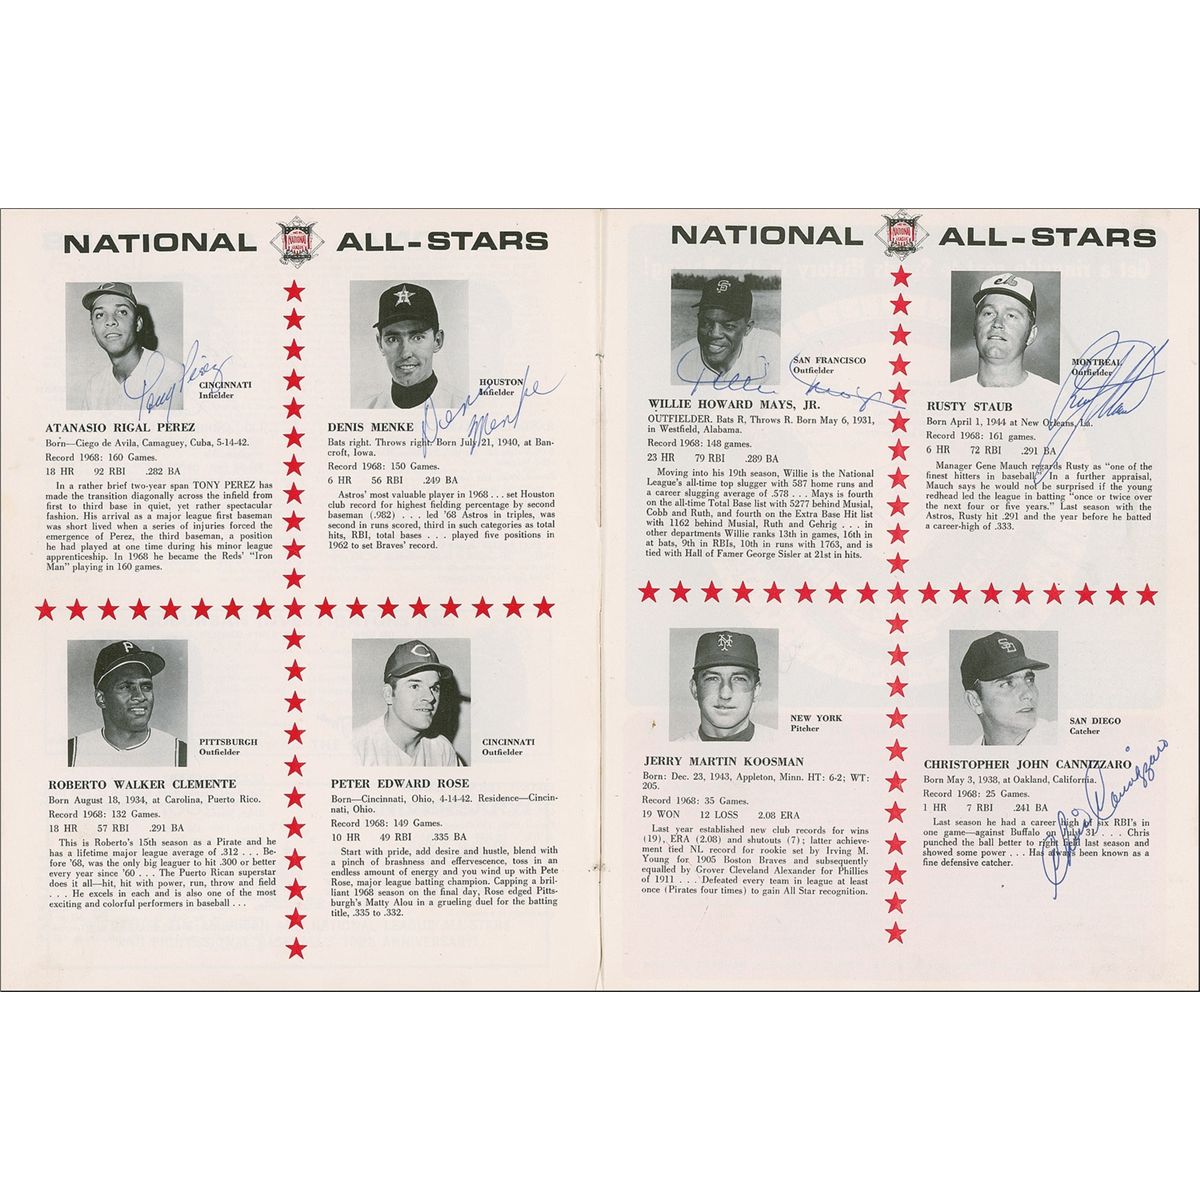 NATIONAL ALL-STARS
CINCINNATI
Infielder
Tony Perez
ATANASIO RIGAL PEREZ
Born—Ciego de Avila, Camaguey, Cuba, 5-14-42.
Record 1968: 160 Games.
18 HR 92 RBI .282 BA
In a rather brief two-year span TONY PEREZ has
made the transition diagonally across the infield from
first to third base in quiet, yet rather spectacular
fashion. His arrival as a major league first baseman
was short lived when a series of injuries forced the
emergence of Perez, the third baseman, a position
he had played at one time during his minor league
apprenticeship. In 1968 he became the Reds' "Iron
Man" playing in 160 games.
HOUSTON
Infielder
Denis
Menke
DENIS MENKE
Bats right. Throws right. Born July 21, 1940, at Ban-
croft, Iowa.
Record 1968: 150 Games.
6 HR 56 RBI .249 BA
Astros' most valuable player in 1968 . . . set Houston
club record for highest fielding percentage by second
baseman (.982) . . . led '68 Astros in triples, was
second in runs scored, third in such categories as total
hits, RBI, total bases . . . played five positions in
1962 to set Braves' record.
PITTSBURGH
Outfielder
ROBERTO WALKER CLEMENTE
Born August 18, 1934, at Carolina, Puerto Rico.
Record 1968: 132 Games.
18 HR 57 RBI .291 BA
This is Roberto's 15th season as a Pirate and he
has a lifetime major league average of .312 . . . Be-
fore '68, was the only big leaguer to hit .300 or better
every year since '60 . . . The Puerto Rican superstar
does it all—hit, hit with power, run, throw and field
. . . He excels in each and is also one of the most
exciting and colorful performers in baseball . . .
CINCINNATI
Outfielder
PETER EDWARD ROSE
Born—Cincinnati, Ohio, 4-14-42. Residence—Cincin-
nati, Ohio.
Record 1968: 149 Games.
10 HR 49 RBI .335 BA
Start with pride, add desire and hustle, blend with
a pinch of brashness and effervescence, toss in an
endless amount of energy and you wind up with Pete
Rose, major league batting champion. Capping a bril-
liant 1968 season on the final day, Rose edged Pitts-
burgh's Matty Alou in a grueling duel for the batting
title, .335 to .332.
NATIONAL ALL-STARS
SAN FRANCISCO
Outfielder
Willie Mays
WILLIE HOWARD MAYS, JR.
OUTFIELDER. Bats R, Throws R. Born May 6, 1931,
in Westfield, Alabama.
Record 1968: 148 games.
23 HR 79 RBI .289 BA
Moving into his 19th season, Willie is the National
League's all-time top slugger with 587 home runs and
a career slugging average of .578 . . . Mays is fourth
on the all-time Total Base list with 5277 behind Musial,
Cobb and Ruth, and fourth on the Extra Base Hit list
with 1162 behind Musial, Ruth and Gehrig . . . in
other departments Willie ranks 13th in games, 16th in
at bats, 9th in RBIs, 10th in runs with 1763, and is
tied with Hall of Famer George Sisler at 21st in hits.
MONTREAL
Outfielder
Rusty Staub
RUSTY STAUB
Born April 1, 1944 at New Orleans, La.
Record 1968: 161 games.
6 HR 72 RBI .291 BA
Manager Gene Mauch regards Rusty as "one of the
finest hitters in baseball." In a further appraisal,
Mauch says he would not be surprised if the young
redhead led the league in batting "once or twice over
the next four or five years." Last season with the
Astros, Rusty hit .291 and the year before he batted
a career-high of .333.
NEW YORK
Pitcher
JERRY MARTIN KOOSMAN
Born: Dec. 23, 1943, Appleton, Minn. HT: 6-2; WT:
205.
Record 1968: 35 Games.
19 WON 12 LOSS 2.08 ERA
Last year established new club records for wins
(19), ERA (2.08) and shutouts (7); latter achieve-
ment tied NL record for rookie set by Irving M.
Young for 1905 Boston Braves and subsequently
equalled by Grover Cleveland Alexander for Phillies
of 1911 . . . Defeated every team in league at least
once (Pirates four times) to gain All Star recognition.
SAN DIEGO
Catcher
CHRISTOPHER JOHN CANNIZZARO
Born May 3, 1938, at Oakland, California.
Record 1968: 25 Games.
1 HR 7 RBI .241 BA
Last season he had a career high of six RBI's in
one game—against Buffalo on July 31 . . . . Chris
punched the ball better to right field last season and
showed some power . . . Has always been known as a
fine defensive catcher.
Chris Cannizzaro